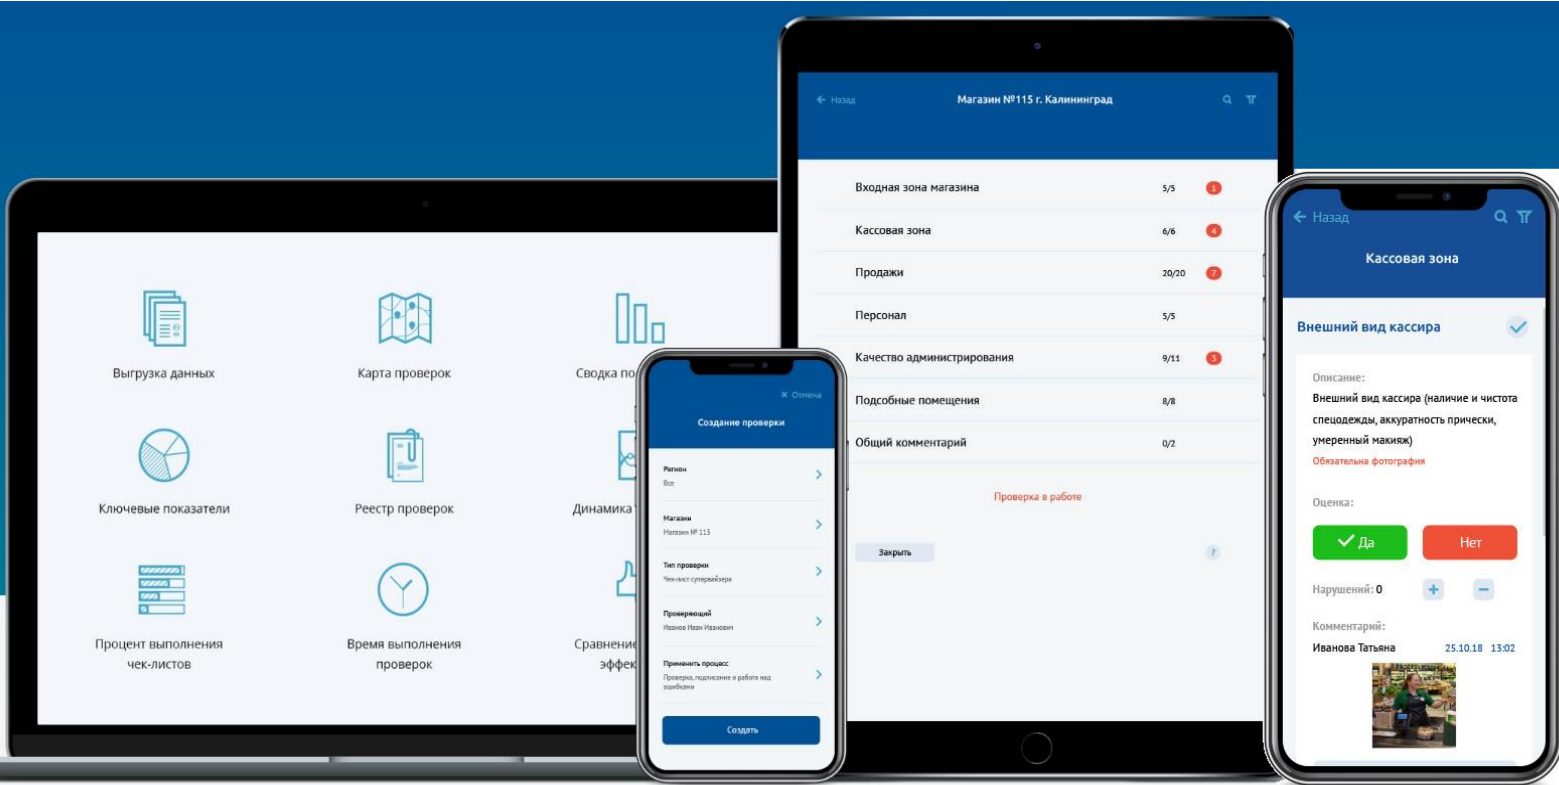 Выгрузка данных
Карта проверок
Сводка по
Ключевые показатели
Реестр проверок
Динамика
Процент выполнения
чек-листов
Время выполнения
проверок
Сравнение
эффек
Отмена
Создание проверки
Регион
Все
Магазин
Магазин № 113
Тип проверки
Чек-лист супервайзера
Проверяющий
Иванов Иван Иванович
Применить процесс
Проверка, подписание и работа над
ошибками
Создать
Назад
Магазин №115 г. Калининград
Входная зона магазина 5/5 1
Кассовая зона 6/6 4
Продажи 20/20 7
Персонал 5/5
Качество администрирования 9/11 3
Подсобные помещения 8/8
Общий комментарий 0/2
Проверка в работе
Закрыть ?
Назад
Кассовая зона
Внешний вид кассира
Описание:
Внешний вид кассира (наличие и чистота
спецодежды, аккуратность прически,
умеренный макияж)
Обязательна фотография
Оценка:
Да Нет
Нарушений: 0 + −
Комментарий:
Иванова Татьяна 25.10.18 13:02